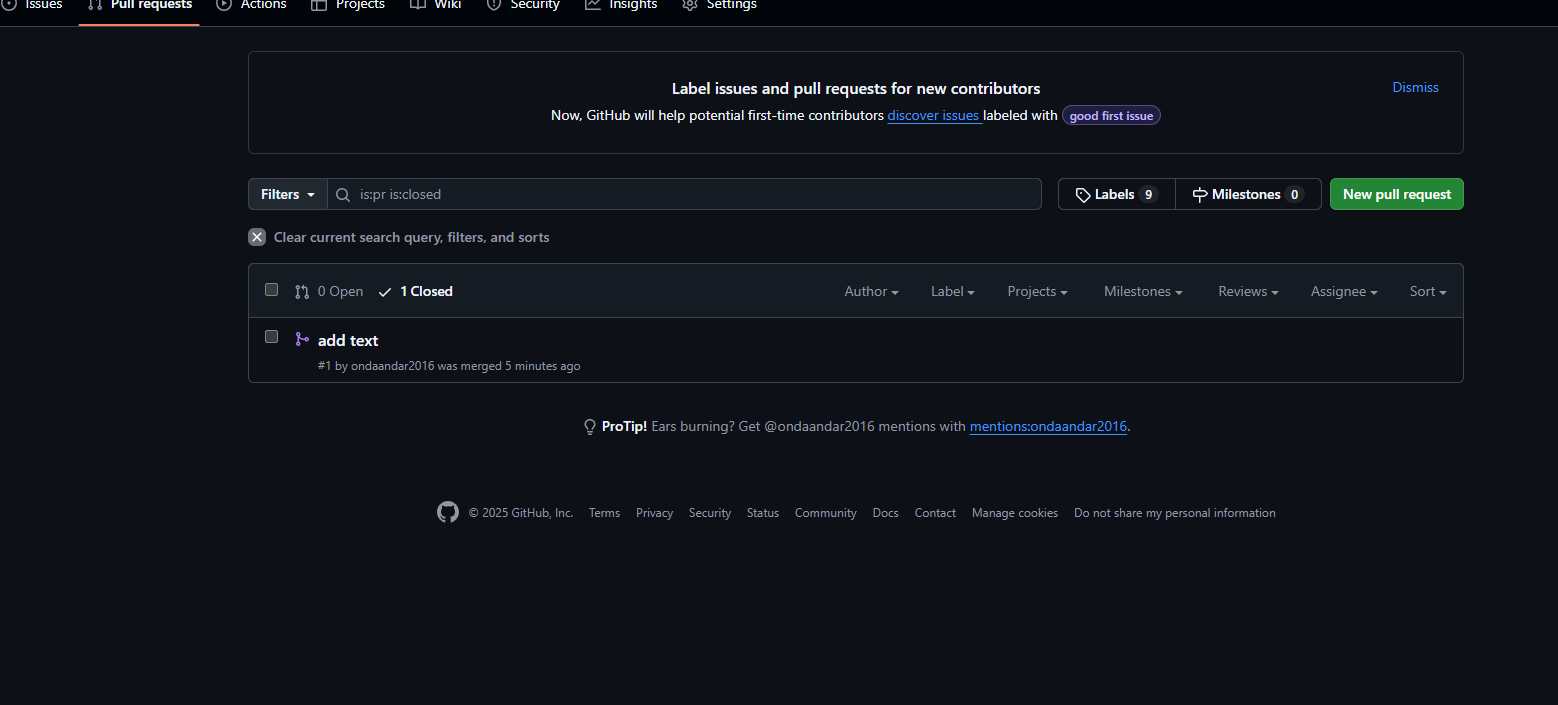 Issues Pull requests Actions Projects Wiki Security Insights Settings
Label issues and pull requests for new contributors
Dismiss
Now, GitHub will help potential first-time contributors discover issues labeled with good first issue
Filters is:pr is:closed Labels 9 Milestones 0 New pull request
Clear current search query, filters, and sorts
0 Open 1 Closed Author Label Projects Milestones Reviews Assignee Sort
add text
#1 by ondaandar2016 was merged 5 minutes ago
ProTip! Ears burning? Get @ondaandar2016 mentions with mentions:ondaandar2016.
© 2025 GitHub, Inc. Terms Privacy Security Status Community Docs Contact Manage cookies Do not share my personal information